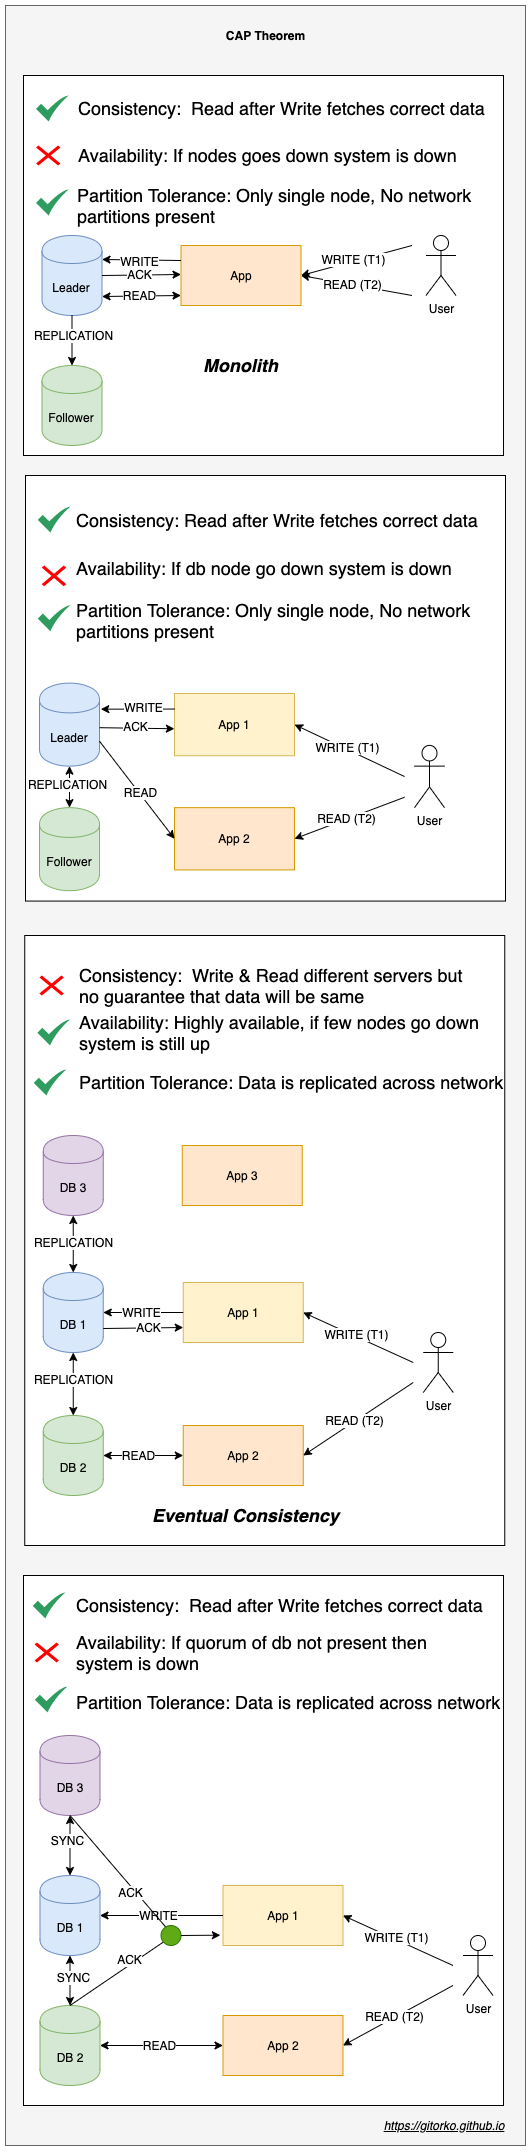 CAP Theorem
Consistency:  Read after Write fetches correct data
Availability: If nodes goes down system is down
Partition Tolerance: Only single node, No network
partitions present
WRITE
ACK
READ
Leader
App
WRITE (T1)
READ (T2)
User
REPLICATION
Monolith
Follower
Consistency: Read after Write fetches correct data
Availability: If db node go down system is down
Partition Tolerance: Only single node, No network
partitions present
WRITE
ACK
Leader
App 1
WRITE (T1)
REPLICATION
READ
READ (T2)
User
App 2
Follower
Consistency:  Write & Read different servers but
no guarantee that data will be same
Availability: Highly available, if few nodes go down
system is still up
Partition Tolerance: Data is replicated across network
DB 3
App 3
REPLICATION
WRITE
ACK
DB 1
App 1
WRITE (T1)
REPLICATION
User
READ (T2)
DB 2
READ
App 2
Eventual Consistency
Consistency:  Read after Write fetches correct data
Availability: If quorum of db not present then
system is down
Partition Tolerance: Data is replicated across network
DB 3
SYNC
ACK
WRITE
App 1
DB 1
WRITE (T1)
ACK
SYNC
User
READ (T2)
READ
App 2
DB 2
https://gitorko.github.io